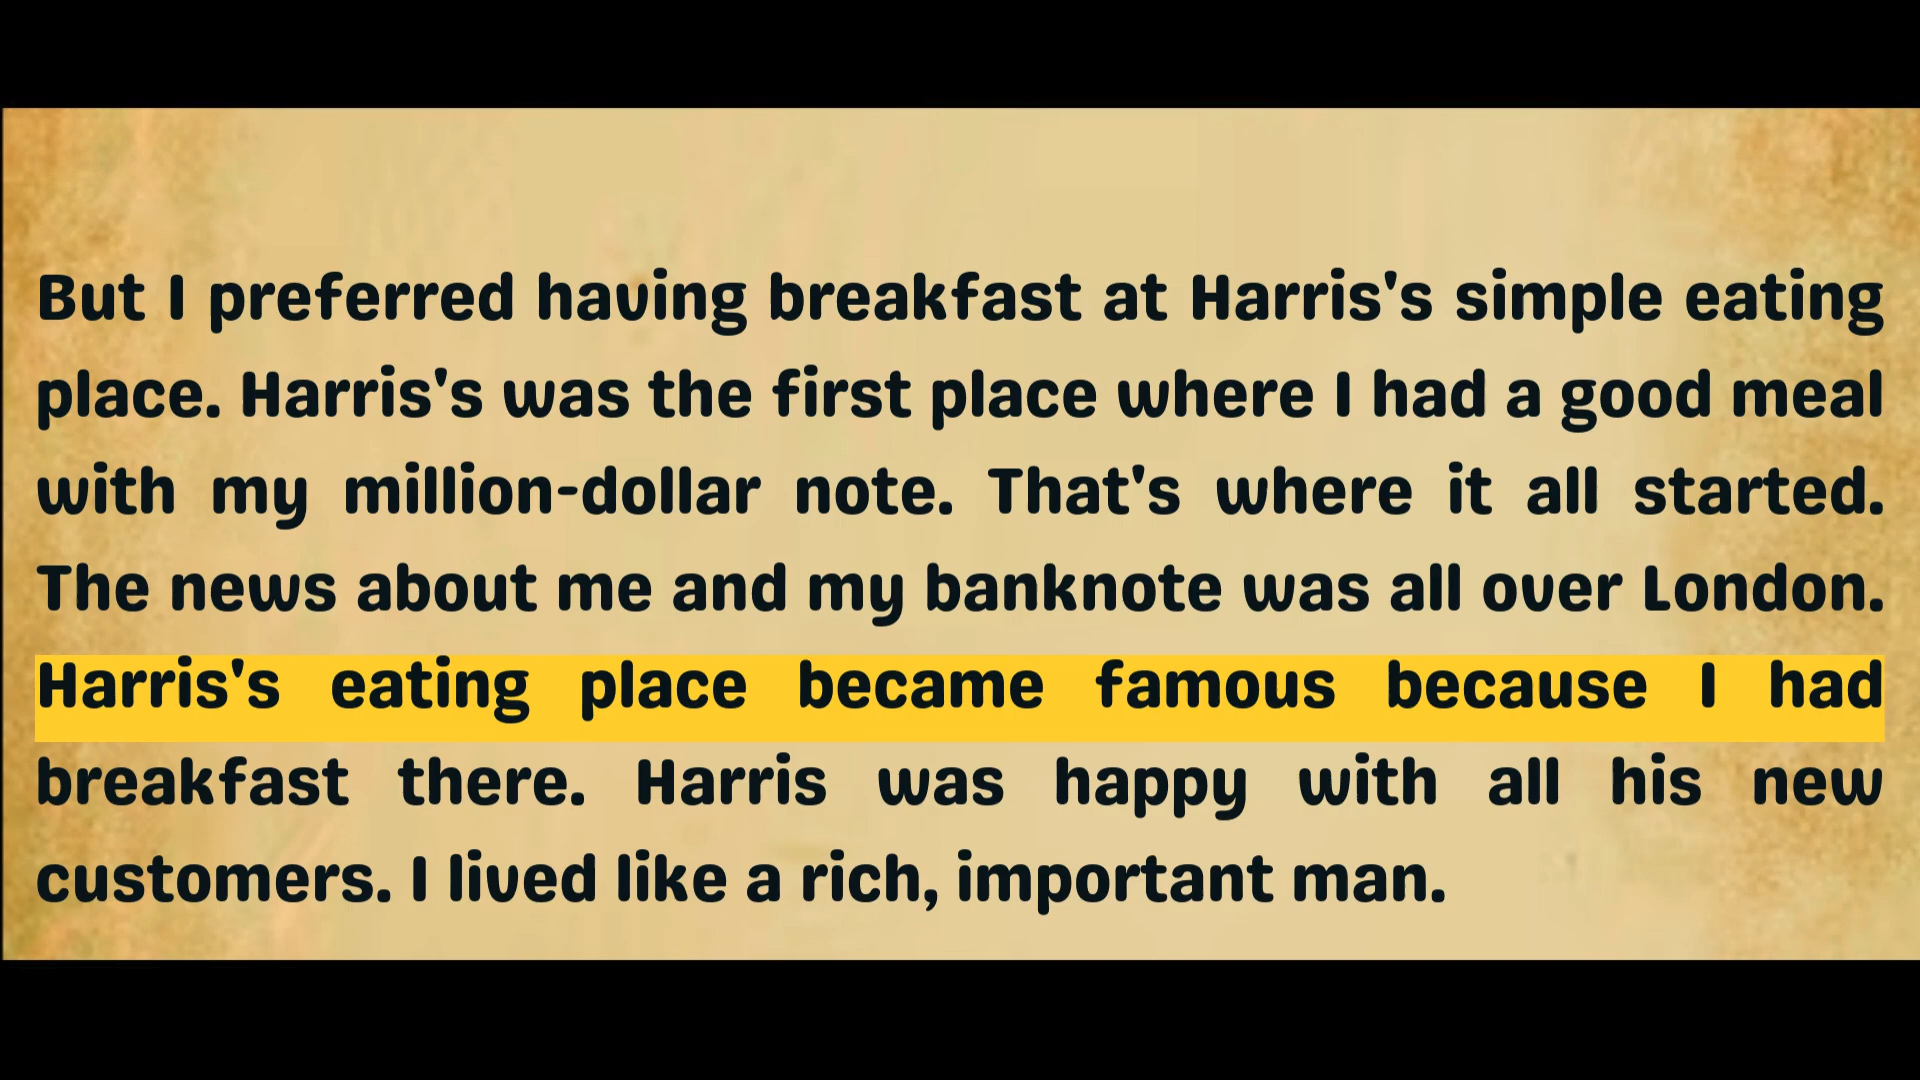 But I preferred having breakfast at Harris's simple eating
place. Harris's was the first place where I had a good meal
with my million-dollar note. That's where it all started.
The news about me and my banknote was all over London.
Harris's eating place became famous because I had
breakfast there. Harris was happy with all his new
customers. I lived like a rich, important man.